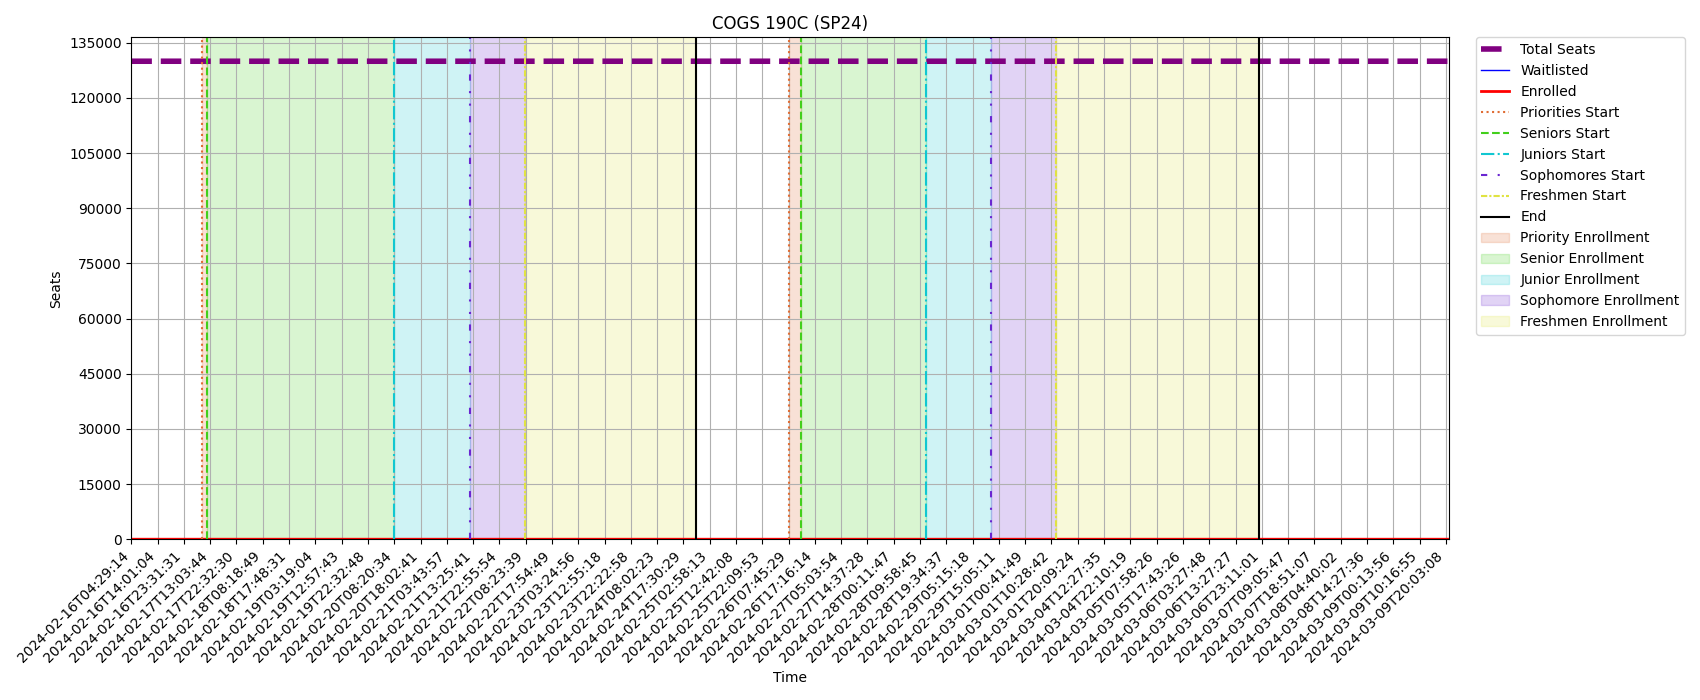 COGS 190C (SP24)
135000
120000
105000
90000
75000
60000
45000
30000
15000
0
Seats
2024-02-16T04:29:14
2024-02-16T14:01:04
2024-02-16T23:31:31
2024-02-17T13:03:44
2024-02-17T22:32:30
2024-02-18T08:18:49
2024-02-18T17:48:31
2024-02-19T03:19:04
2024-02-19T12:57:43
2024-02-19T22:32:48
2024-02-20T08:20:34
2024-02-20T18:02:41
2024-02-21T03:43:57
2024-02-21T13:25:41
2024-02-21T22:55:54
2024-02-22T08:23:39
2024-02-22T17:54:49
2024-02-23T03:24:56
2024-02-23T12:55:18
2024-02-23T22:22:58
2024-02-24T08:02:23
2024-02-24T17:30:29
2024-02-25T02:58:13
2024-02-25T12:42:08
2024-02-25T22:09:53
2024-02-26T07:45:29
2024-02-26T17:16:14
2024-02-27T05:03:54
2024-02-27T14:37:28
2024-02-28T00:11:47
2024-02-28T09:58:45
2024-02-28T19:34:37
2024-02-29T05:15:18
2024-02-29T15:05:11
2024-03-01T00:41:49
2024-03-01T10:28:42
2024-03-01T20:09:24
2024-03-04T12:27:35
2024-03-04T22:10:19
2024-03-05T07:58:26
2024-03-05T17:43:26
2024-03-06T03:27:48
2024-03-06T13:27:27
2024-03-06T23:11:01
2024-03-07T09:05:47
2024-03-07T18:51:07
2024-03-08T04:40:02
2024-03-08T14:27:36
2024-03-09T00:13:56
2024-03-09T10:16:55
2024-03-09T20:03:08
Time
Total Seats
Waitlisted
Enrolled
Priorities Start
Seniors Start
Juniors Start
Sophomores Start
Freshmen Start
End
Priority Enrollment
Senior Enrollment
Junior Enrollment
Sophomore Enrollment
Freshmen Enrollment